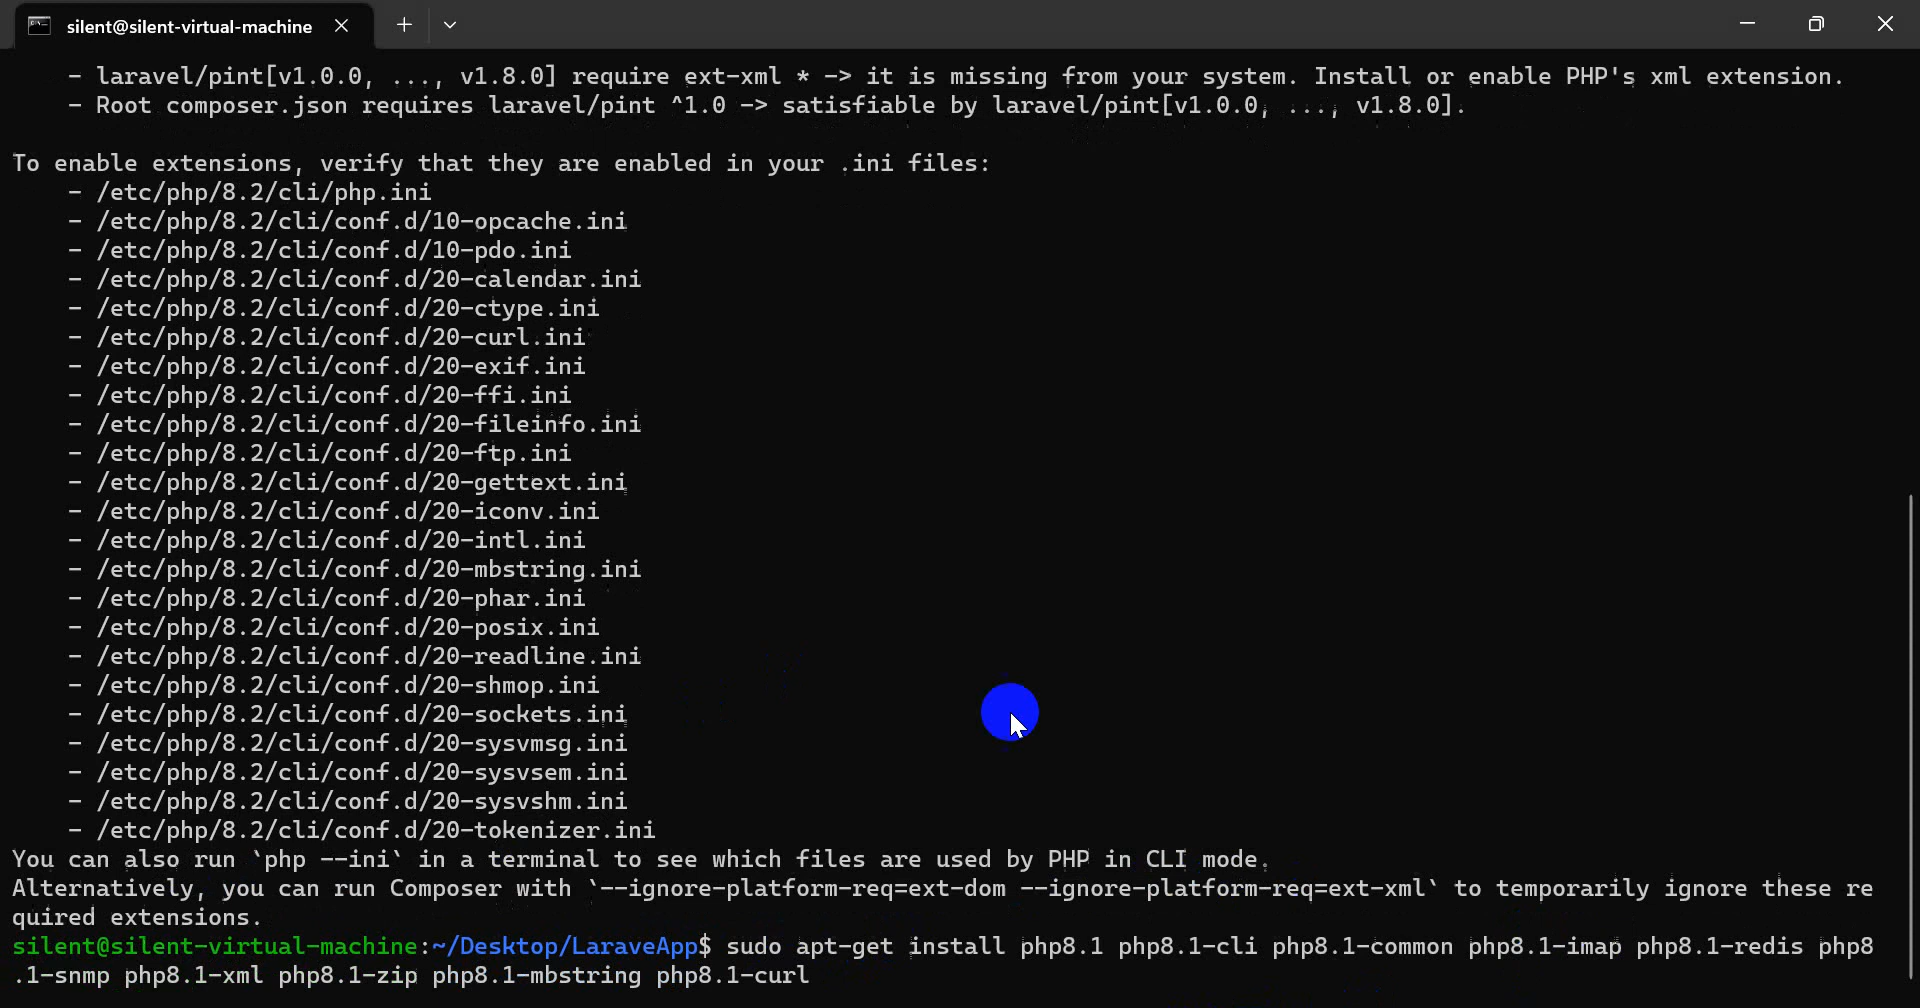 silent@silent-virtual-machine
- laravel/pint[v1.0.0, ..., v1.8.0] require ext-xml * -> it is missing from your system. Install or enable PHP's xml extension.
- Root composer.json requires laravel/pint ^1.0 -> satisfiable by laravel/pint[v1.0.0, ..., v1.8.0].
To enable extensions, verify that they are enabled in your .ini files:
- /etc/php/8.2/cli/php.ini
- /etc/php/8.2/cli/conf.d/10-opcache.ini
- /etc/php/8.2/cli/conf.d/10-pdo.ini
- /etc/php/8.2/cli/conf.d/20-calendar.ini
- /etc/php/8.2/cli/conf.d/20-ctype.ini
- /etc/php/8.2/cli/conf.d/20-curl.ini
- /etc/php/8.2/cli/conf.d/20-exif.ini
- /etc/php/8.2/cli/conf.d/20-ffi.ini
- /etc/php/8.2/cli/conf.d/20-fileinfo.ini
- /etc/php/8.2/cli/conf.d/20-ftp.ini
- /etc/php/8.2/cli/conf.d/20-gettext.ini
- /etc/php/8.2/cli/conf.d/20-iconv.ini
- /etc/php/8.2/cli/conf.d/20-intl.ini
- /etc/php/8.2/cli/conf.d/20-mbstring.ini
- /etc/php/8.2/cli/conf.d/20-phar.ini
- /etc/php/8.2/cli/conf.d/20-posix.ini
- /etc/php/8.2/cli/conf.d/20-readline.ini
- /etc/php/8.2/cli/conf.d/20-shmop.ini
- /etc/php/8.2/cli/conf.d/20-sockets.ini
- /etc/php/8.2/cli/conf.d/20-sysvmsg.ini
- /etc/php/8.2/cli/conf.d/20-sysvsem.ini
- /etc/php/8.2/cli/conf.d/20-sysvshm.ini
- /etc/php/8.2/cli/conf.d/20-tokenizer.ini
You can also run `php --ini` in a terminal to see which files are used by PHP in CLI mode.
Alternatively, you can run Composer with `--ignore-platform-req=ext-dom --ignore-platform-req=ext-xml` to temporarily ignore these re
quired extensions.
silent@silent-virtual-machine:~/Desktop/LaraveApp$ sudo apt-get install php8.1 php8.1-cli php8.1-common php8.1-imap php8.1-redis php8
.1-snmp php8.1-xml php8.1-zip php8.1-mbstring php8.1-curl